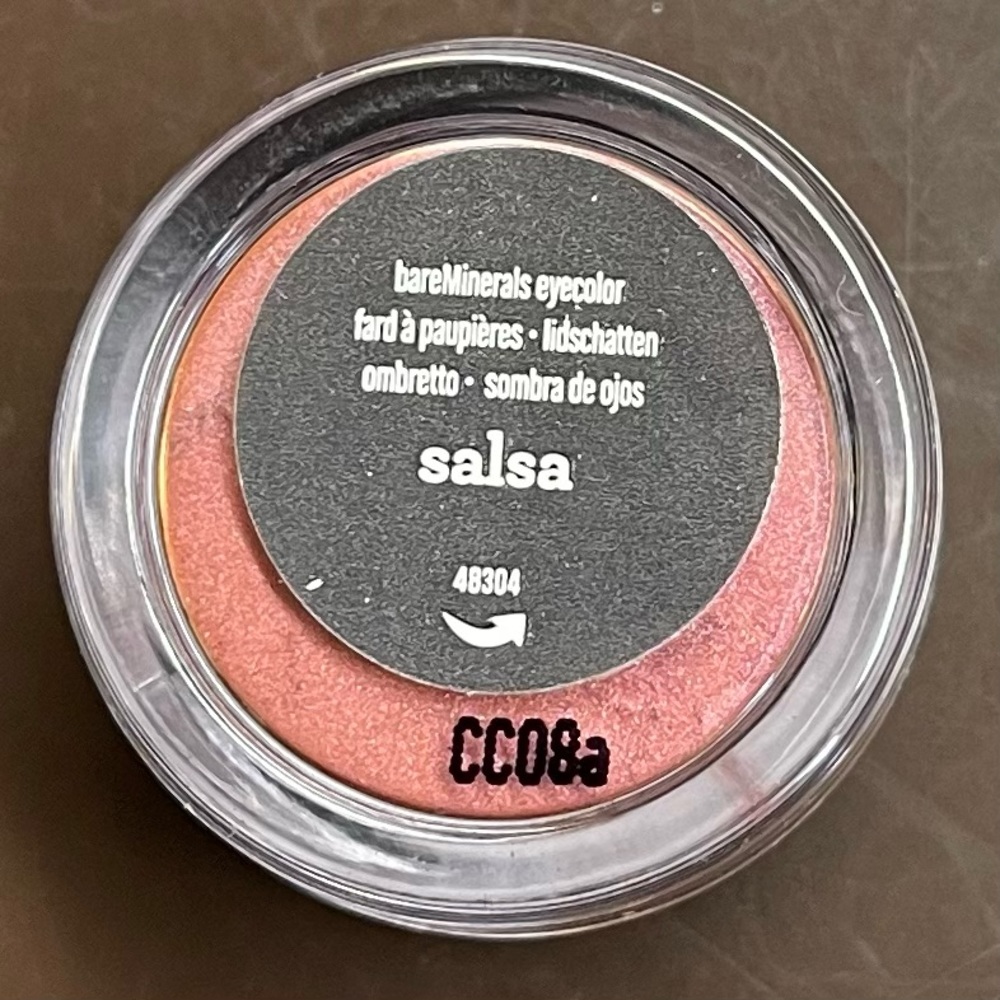 bareMinerals eyecolor
fard à paupières • lidschatten
ombretto • sombra de ojos
salsa
48304
CC08a